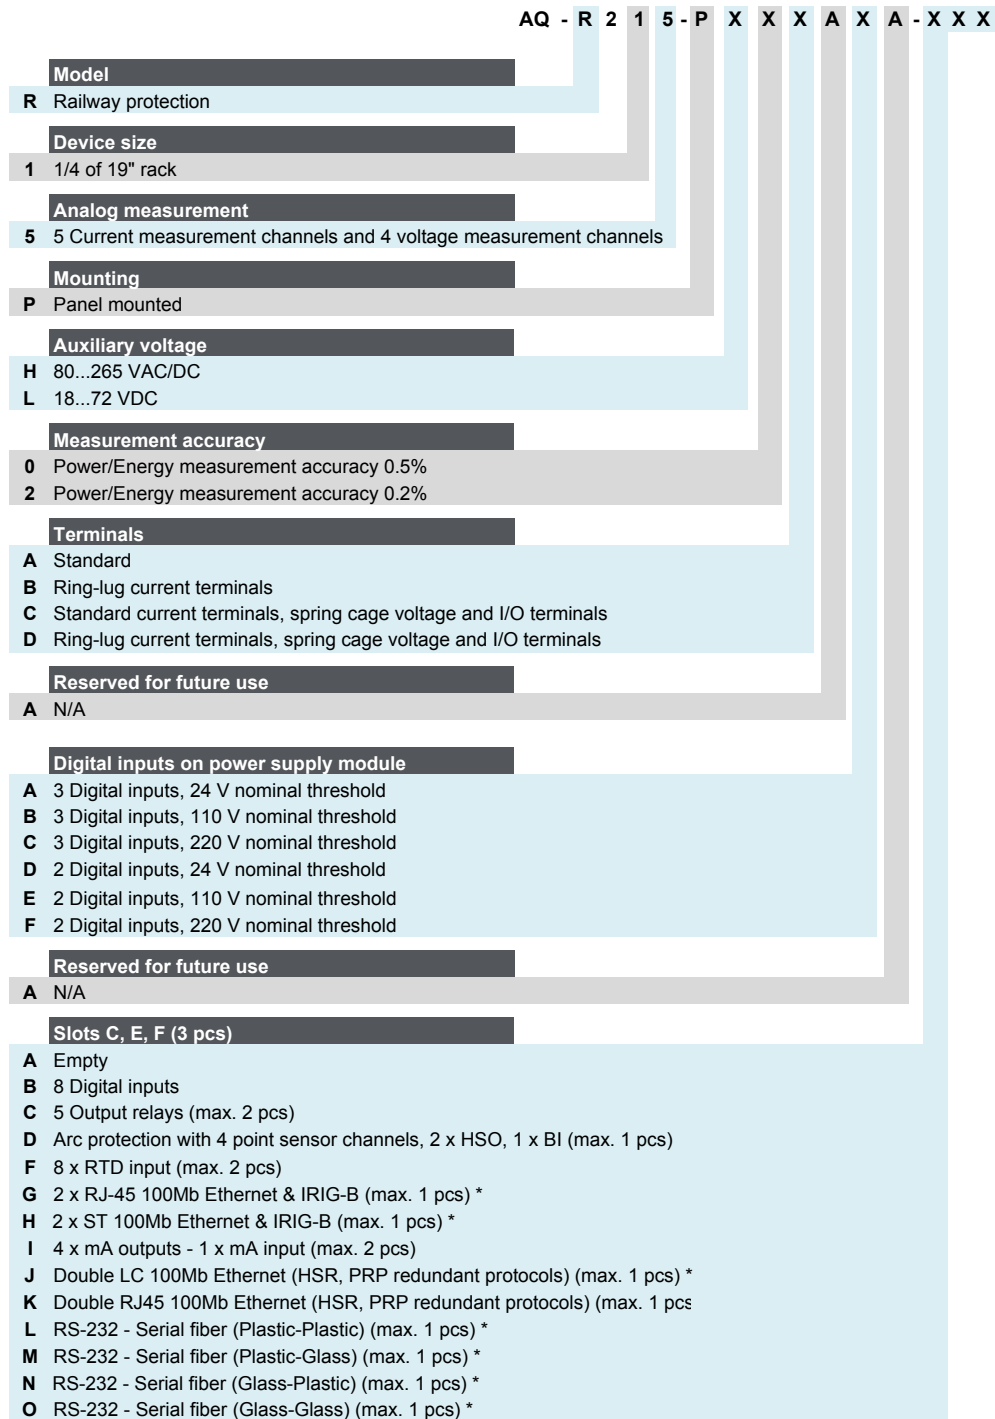 AQ - R 2 1 5 - P X X X A X A - X X X
Model
R Railway protection
Device size
1 1/4 of 19" rack
Analog measurement
5 5 Current measurement channels and 4 voltage measurement channels
Mounting
P Panel mounted
Auxiliary voltage
H 80...265 VAC/DC
L 18...72 VDC
Measurement accuracy
0 Power/Energy measurement accuracy 0.5%
2 Power/Energy measurement accuracy 0.2%
Terminals
A Standard
B Ring-lug current terminals
C Standard current terminals, spring cage voltage and I/O terminals
D Ring-lug current terminals, spring cage voltage and I/O terminals
Reserved for future use
A N/A
Digital inputs on power supply module
A 3 Digital inputs, 24 V nominal threshold
B 3 Digital inputs, 110 V nominal threshold
C 3 Digital inputs, 220 V nominal threshold
D 2 Digital inputs, 24 V nominal threshold
E 2 Digital inputs, 110 V nominal threshold
F 2 Digital inputs, 220 V nominal threshold
Reserved for future use
A N/A
Slots C, E, F (3 pcs)
A Empty
B 8 Digital inputs
C 5 Output relays (max. 2 pcs)
D Arc protection with 4 point sensor channels, 2 x HSO, 1 x BI (max. 1 pcs)
F 8 x RTD input (max. 2 pcs)
G 2 x RJ-45 100Mb Ethernet & IRIG-B (max. 1 pcs) *
H 2 x ST 100Mb Ethernet & IRIG-B (max. 1 pcs) *
I 4 x mA outputs - 1 x mA input (max. 2 pcs)
J Double LC 100Mb Ethernet (HSR, PRP redundant protocols) (max. 1 pcs) *
K Double RJ45 100Mb Ethernet (HSR, PRP redundant protocols) (max. 1 pcs
L RS-232 - Serial fiber (Plastic-Plastic) (max. 1 pcs) *
M RS-232 - Serial fiber (Plastic-Glass) (max. 1 pcs) *
N RS-232 - Serial fiber (Glass-Plastic) (max. 1 pcs) *
O RS-232 - Serial fiber (Glass-Glass) (max. 1 pcs) *